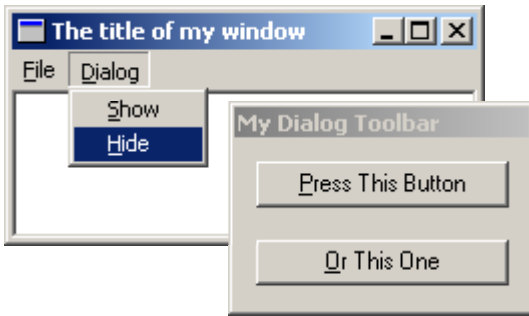 The title of my window
File Dialog
Show
Hide
My Dialog Toolbar
Press This Button
Or This One